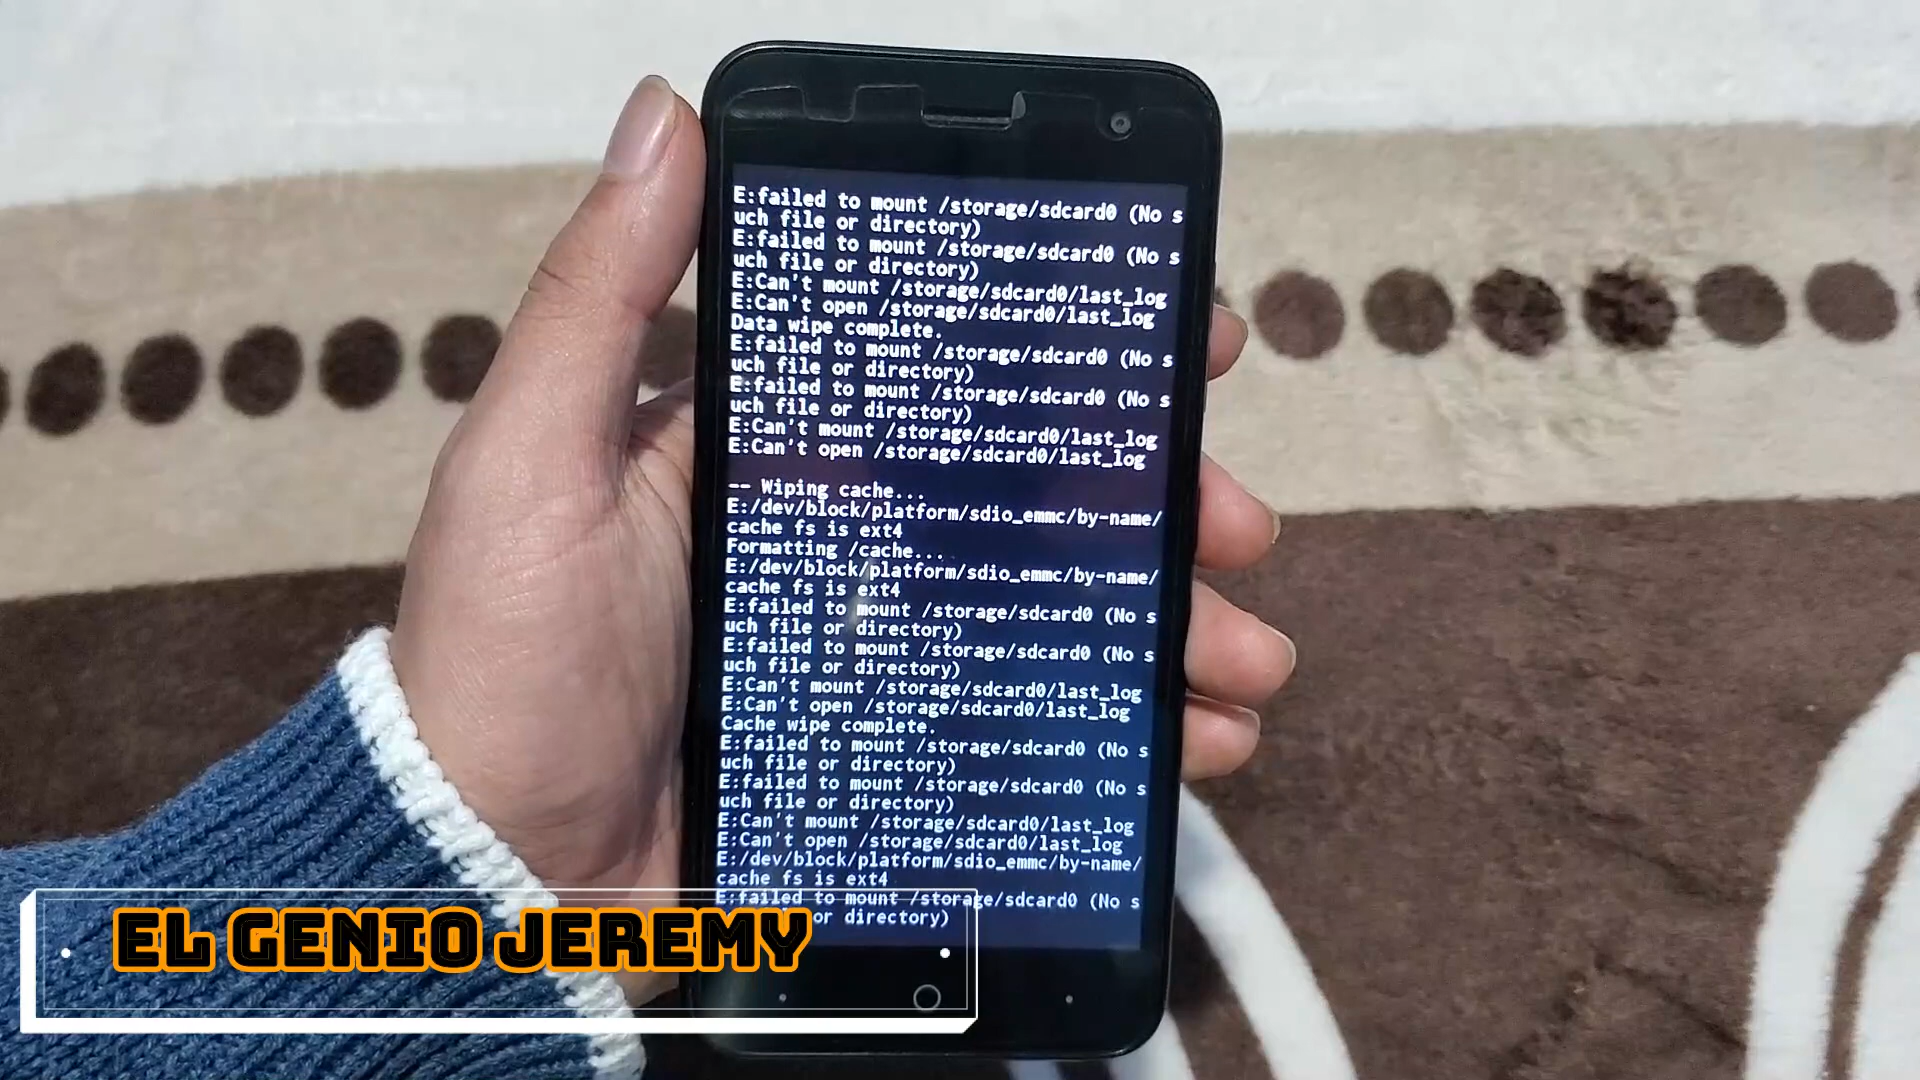 E:failed to mount /storage/sdcard0 (No s
uch file or directory)
E:failed to mount /storage/sdcard0 (No s
uch file or directory)
E:Can't mount /storage/sdcard0/last_log
E:Can't open /storage/sdcard0/last_log
Data wipe complete.
E:failed to mount /storage/sdcard0 (No s
uch file or directory)
E:failed to mount /storage/sdcard0 (No s
uch file or directory)
E:Can't mount /storage/sdcard0/last_log
E:Can't open /storage/sdcard0/last_log
-- Wiping cache...
E:/dev/block/platform/sdio_emmc/by-name/
cache fs is ext4
Formatting /cache...
E:/dev/block/platform/sdio_emmc/by-name/
cache fs is ext4
E:failed to mount /storage/sdcard0 (No s
uch file or directory)
E:failed to mount /storage/sdcard0 (No s
uch file or directory)
E:Can't mount /storage/sdcard0/last_log
E:Can't open /storage/sdcard0/last_log
Cache wipe complete.
E:failed to mount /storage/sdcard0 (No s
uch file or directory)
E:failed to mount /storage/sdcard0 (No s
uch file or directory)
E:Can't mount /storage/sdcard0/last_log
E:Can't open /storage/sdcard0/last_log
E:/dev/block/platform/sdio_emmc/by-name/
cache fs is ext4
E:failed to mount /storage/sdcard0 (No s
or directory)
EL GENIO JEREMY